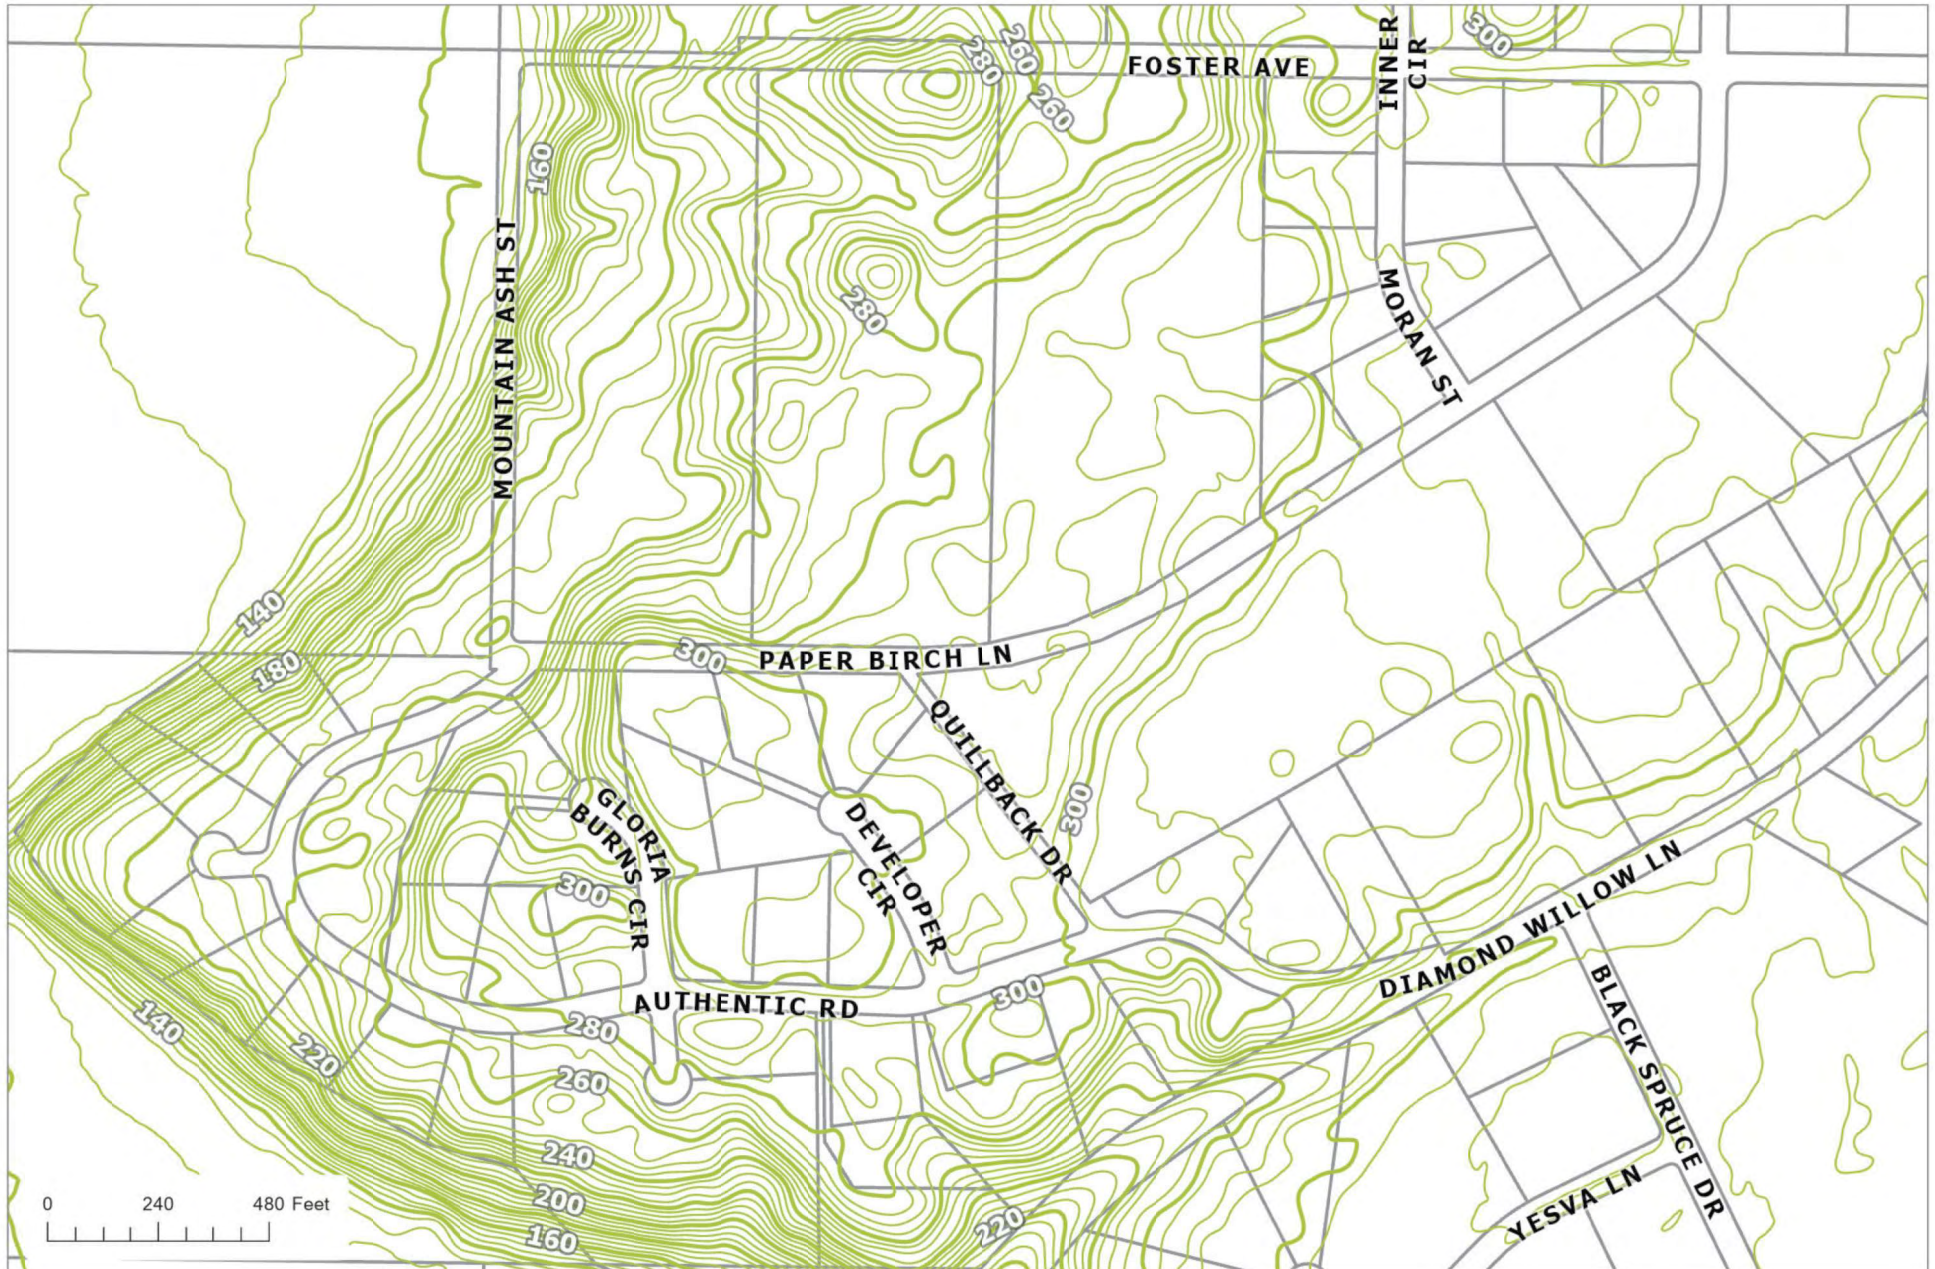 300
260
280
FOSTER AVE
INNER
CIR
260
160
MOUNTAIN ASH ST
MORAN ST
280
140
180
300
PAPER BIRCH LN
QUILLBACK DR
300
GLORIA
BURNS CIR
DEVELOPER
CIR
300
DIAMOND WILLOW LN
AUTHENTIC RD
300
BLACK SPRUCE DR
140
220
280
260
240
200
160
220
YESVA LN
0 240 480 Feet